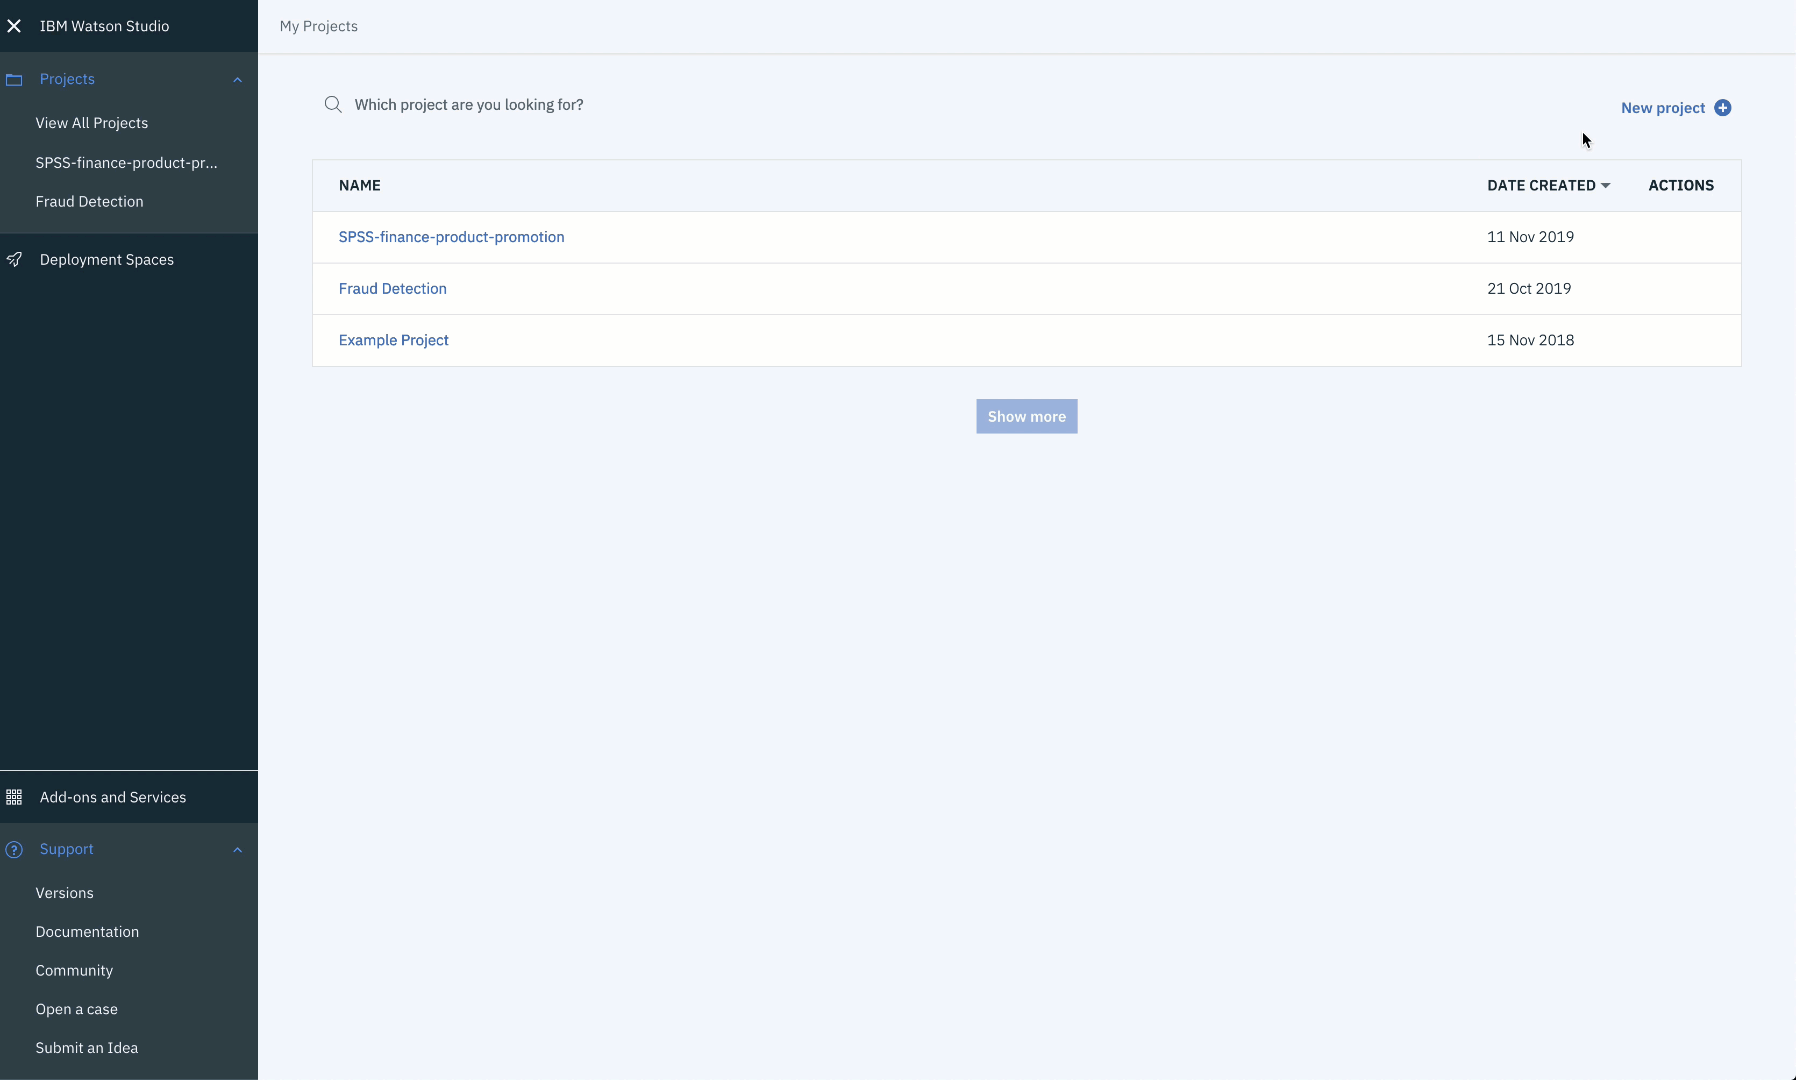 IBM Watson Studio
Projects
View All Projects
SPSS-finance-product-pr...
Fraud Detection
Deployment Spaces
Add-ons and Services
Support
Versions
Documentation
Community
Open a case
Submit an Idea
My Projects
Which project are you looking for?
New project
NAME DATE CREATED ACTIONS
SPSS-finance-product-promotion 11 Nov 2019
Fraud Detection 21 Oct 2019
Example Project 15 Nov 2018
Show more